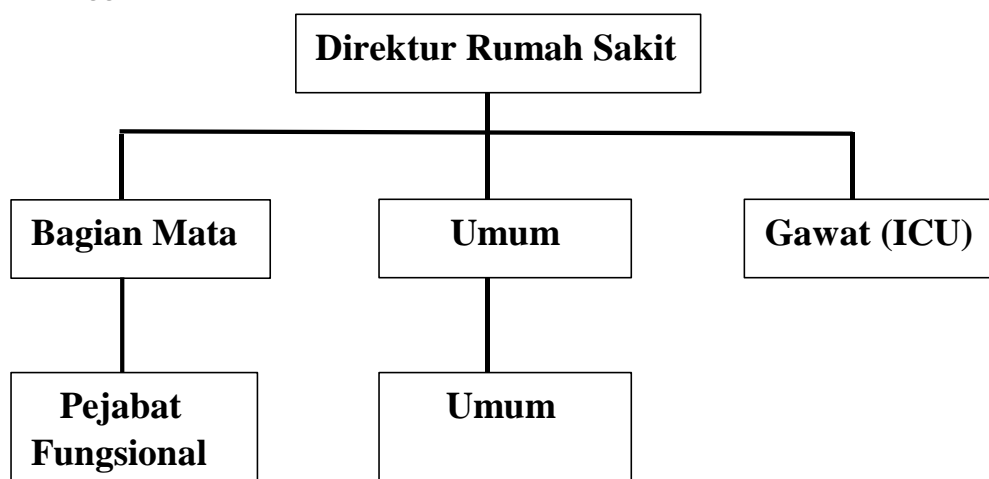 Direktur Rumah Sakit
Bagian Mata
Umum
Gawat (ICU)
Pejabat
Fungsional
Umum